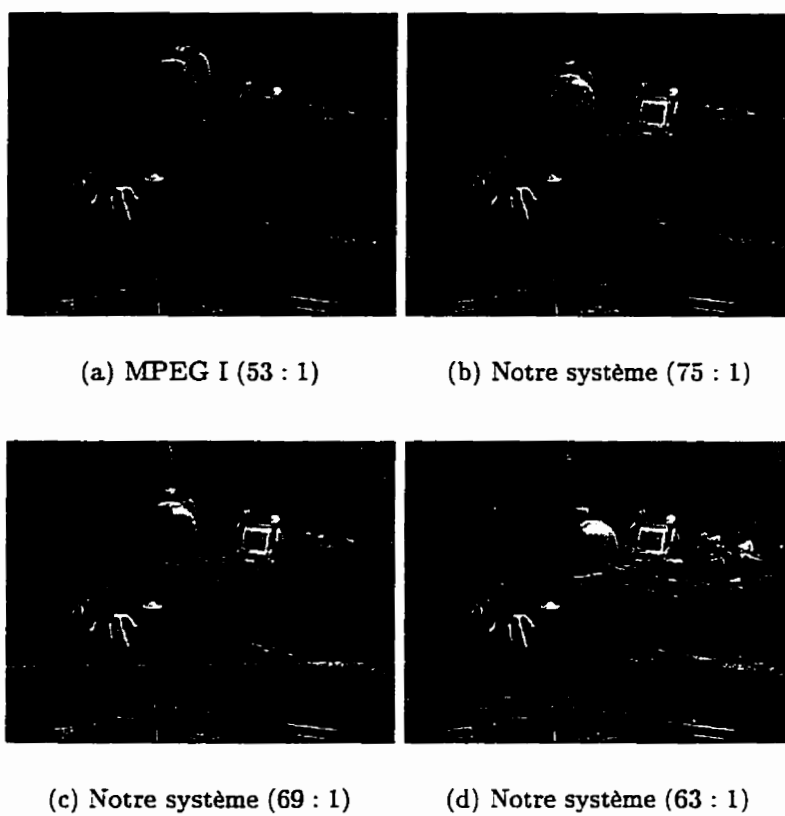 (a) MPEG I (53 : 1)
(b) Notre système (75 : 1)
(c) Notre système (69 : 1)
(d) Notre système (63 : 1)